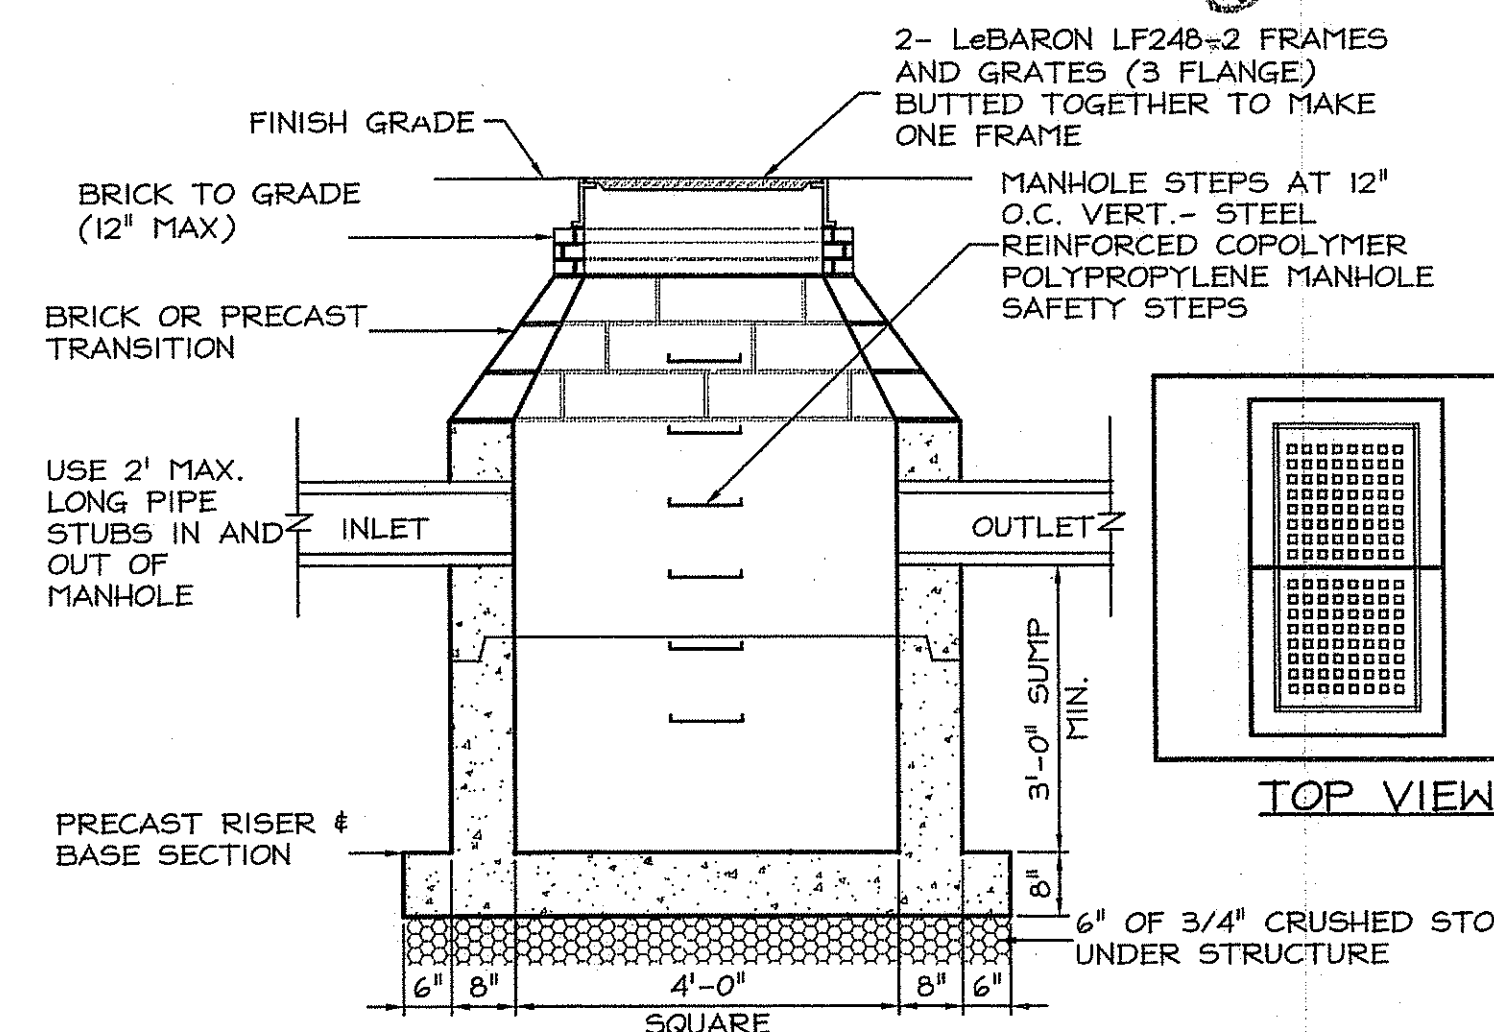 2- LeBARON LF248-2 FRAMES
AND GRATES (3 FLANGE)
BUTTED TOGETHER TO MAKE
ONE FRAME
FINISH GRADE
BRICK TO GRADE
(12" MAX)
MANHOLE STEPS AT 12"
O.C. VERT.- STEEL
REINFORCED COPOLYMER
POLYPROPYLENE MANHOLE
SAFETY STEPS
BRICK OR PRECAST
TRANSITION
USE 2' MAX.
LONG PIPE
STUBS IN AND
OUT OF
MANHOLE
INLET
OUTLET
3'-0" SUMP
MIN.
TOP VIEW
PRECAST RISER &
BASE SECTION
8"
6" OF 3/4" CRUSHED STO
UNDER STRUCTURE
6" 8" 4'-0" 8" 6"
SQUARE